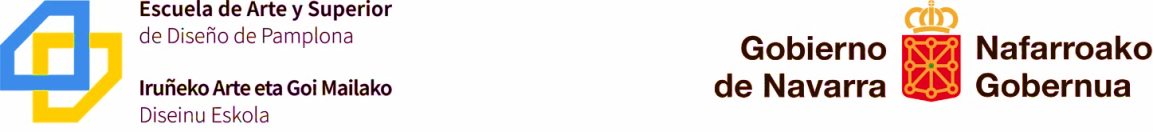 Escuela de Arte y Superior
de Diseño de Pamplona
Iruñeko Arte eta Goi Mailako
Diseinu Eskola
Gobierno
de Navarra
Nafarroako
Gobernua